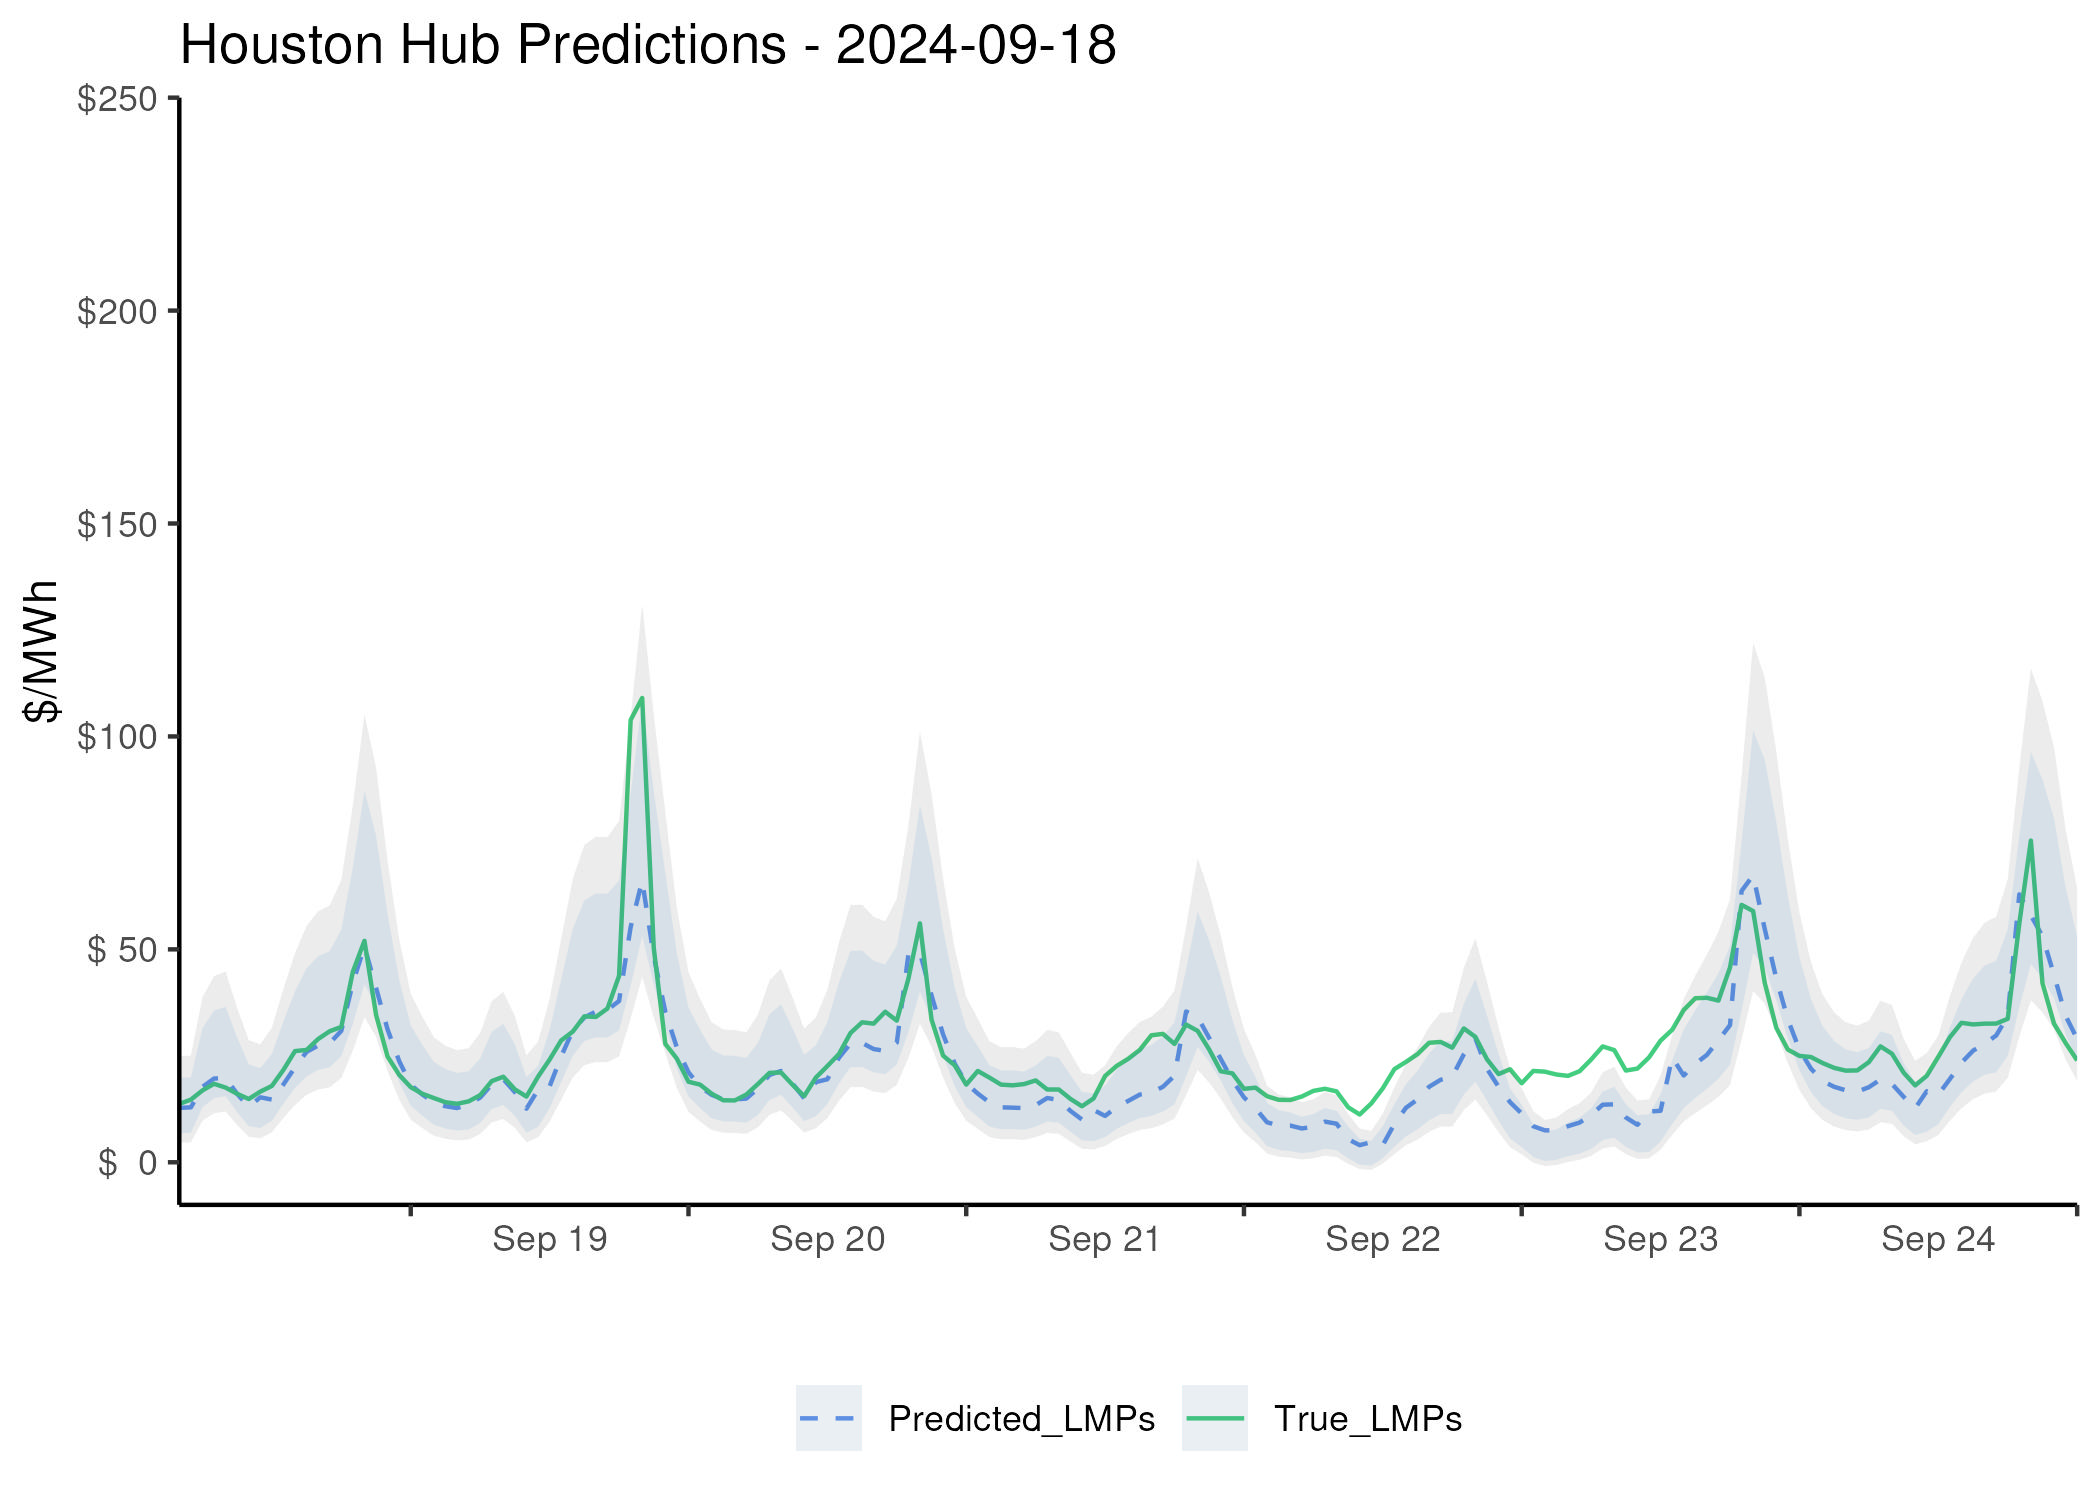 Houston Hub Predictions - 2024-09-18
$250
$200
$150
$100
$ 50
$ 0
$/MWh
Sep 19 Sep 20 Sep 21 Sep 22 Sep 23 Sep 24
Predicted_LMPs True_LMPs